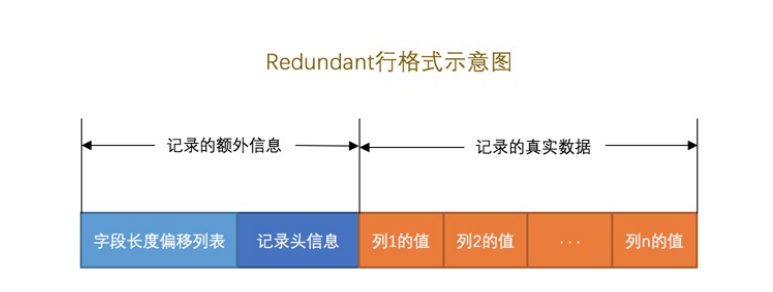 Redundant行格式示意图
记录的额外信息
记录的真实数据
字段长度偏移列表
记录头信息
列1的值
列2的值
...
列n的值